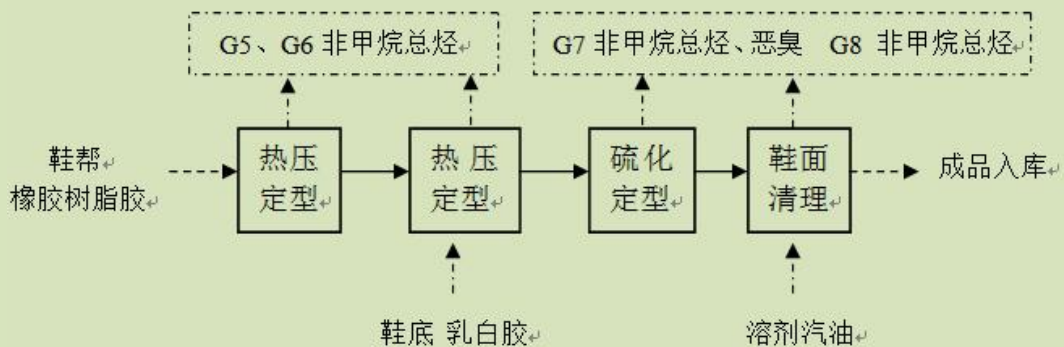 G5、G6 非甲烷总烃
G7 非甲烷总烃、恶臭 G8 非甲烷总烃
鞋帮
橡胶树脂胶
热压
定型
热 压
定型
硫化
定型
鞋面
清理
成品入库
鞋底 乳白胶
溶剂汽油